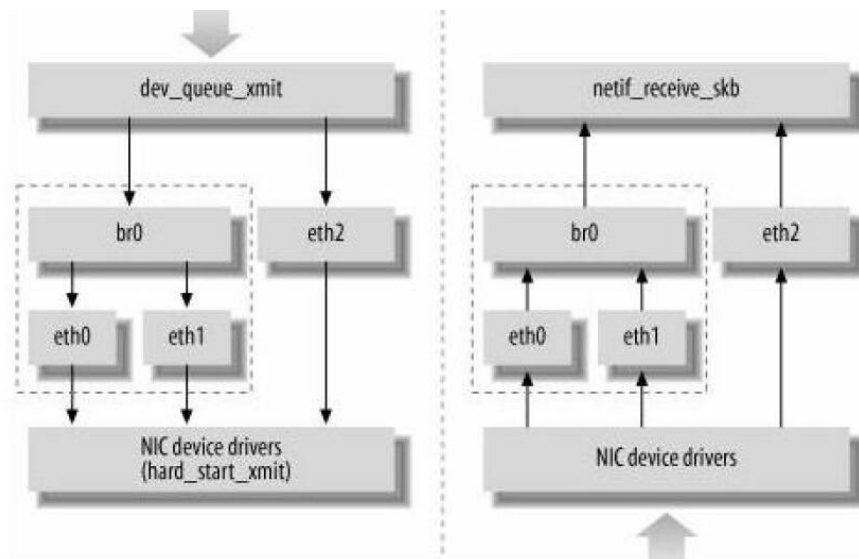 dev_queue_xmit
netif_receive_skb
br0
eth2
br0
eth2
eth0
eth1
eth0
eth1
NIC device drivers
(hard_start_xmit)
NIC device drivers